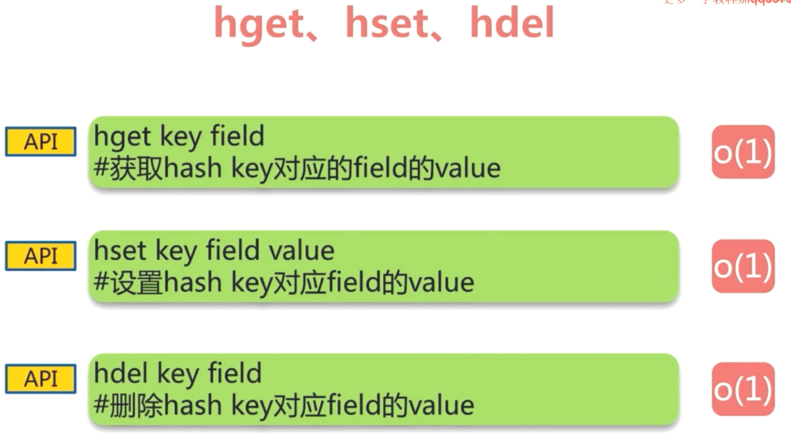 hget、hset、hdel
API
hget key field
#获取hash key对应的field的value
o(1)
API
hset key field value
#设置hash key对应field的value
o(1)
API
hdel key field
#删除hash key对应field的value
o(1)